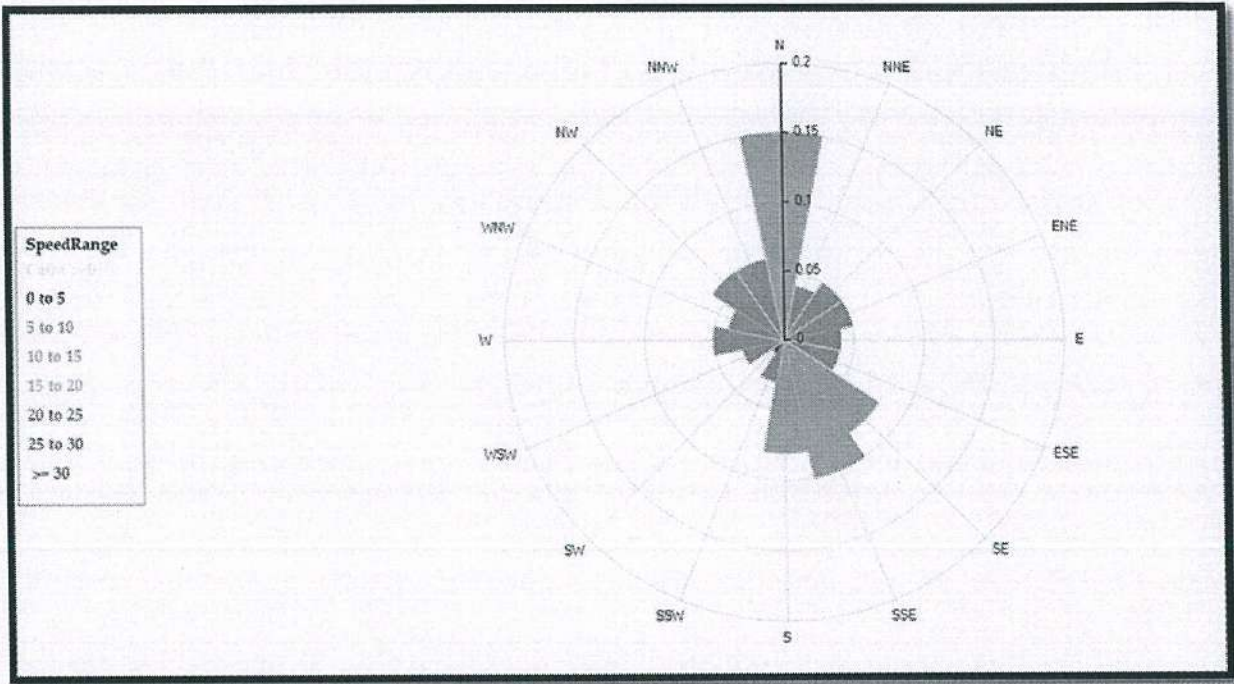 N
0.2
NNW
NNE
NW
NE
0.15
0.1
WNW
ENE
SpeedRange
0.05
0 to 5
5 to 10
W
0
E
10 to 15
15 to 20
20 to 25
25 to 30
WSW
ESE
>= 30
SW
SE
SSW
SSE
S